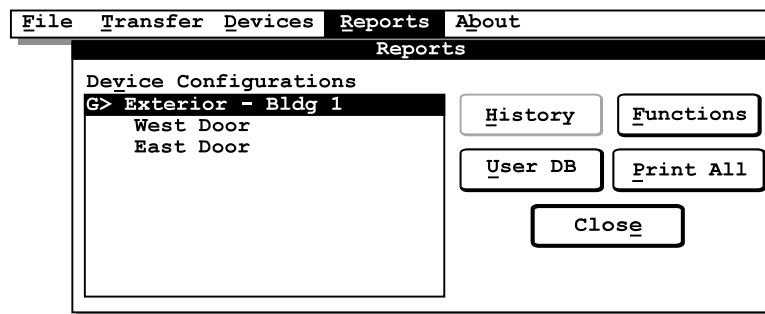 File Transfer Devices Reports About
Reports
Device Configurations
G> Exterior - Bldg 1
West Door
East Door
History Functions
User DB Print All
Close